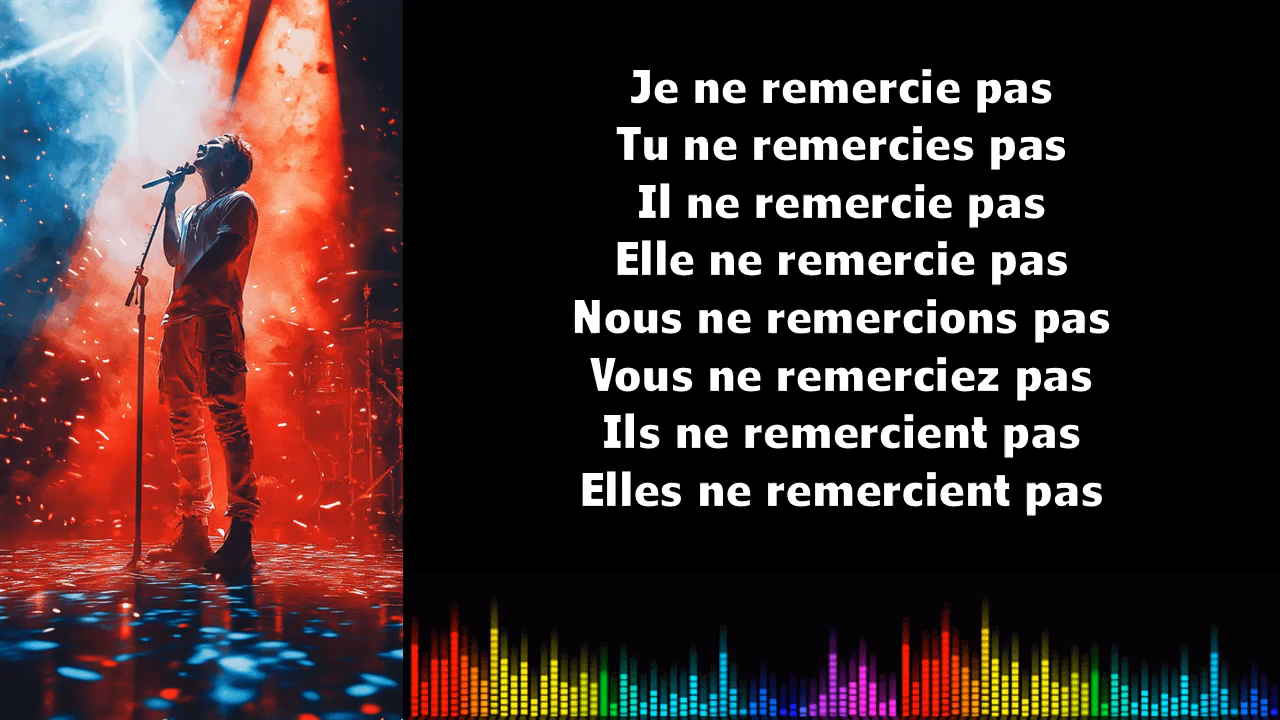 Je ne remercie pas
Tu ne remercies pas
Il ne remercie pas
Elle ne remercie pas
Nous ne remercions pas
Vous ne remerciez pas
Ils ne remercient pas
Elles ne remercient pas